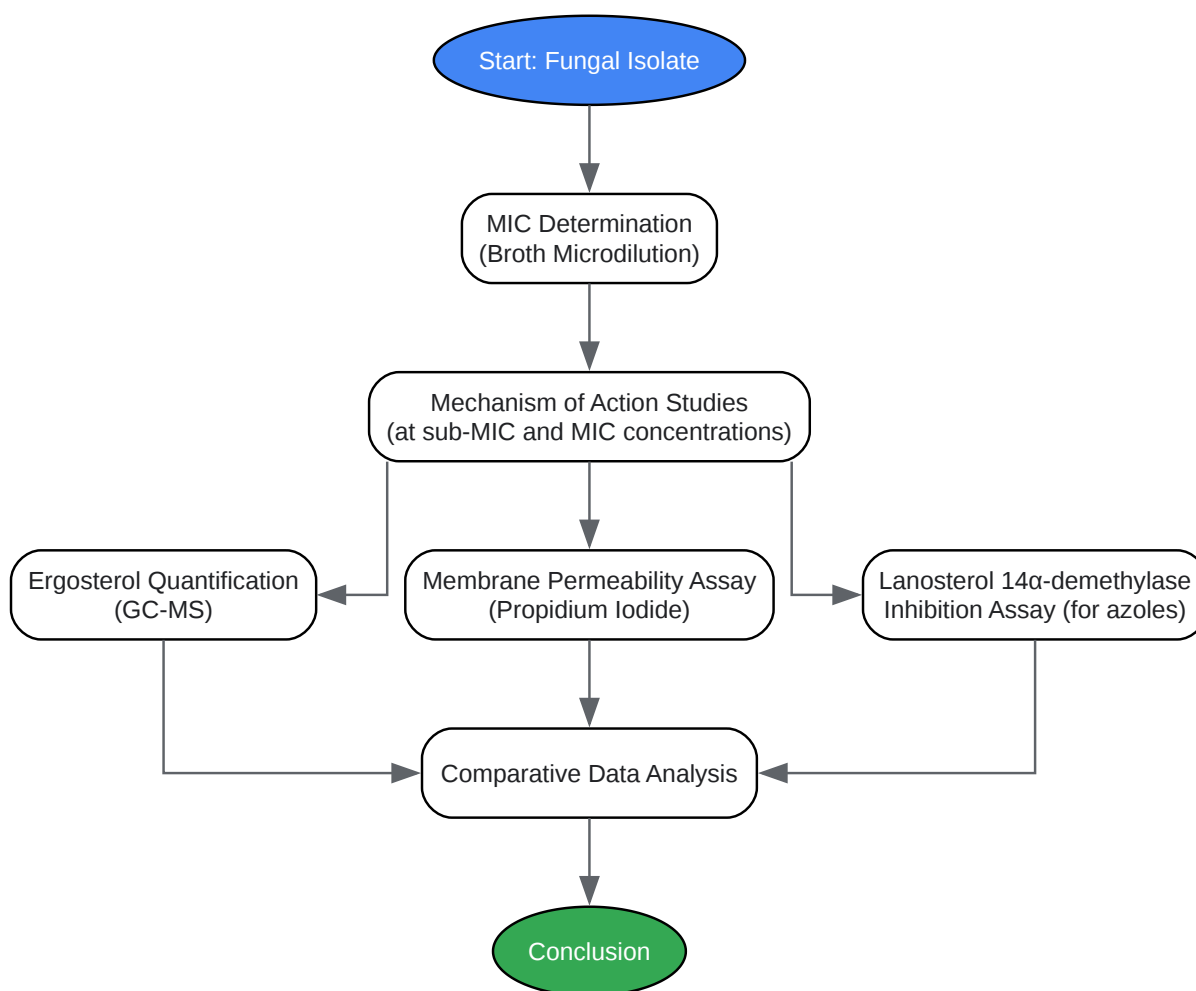 Start: Fungal Isolate
MIC Determination
(Broth Microdilution)
Mechanism of Action Studies
(at sub-MIC and MIC concentrations)
Ergosterol Quantification
(GC-MS)
Membrane Permeability Assay
(Propidium Iodide)
Lanosterol 14α-demethylase
Inhibition Assay (for azoles)
Comparative Data Analysis
Conclusion